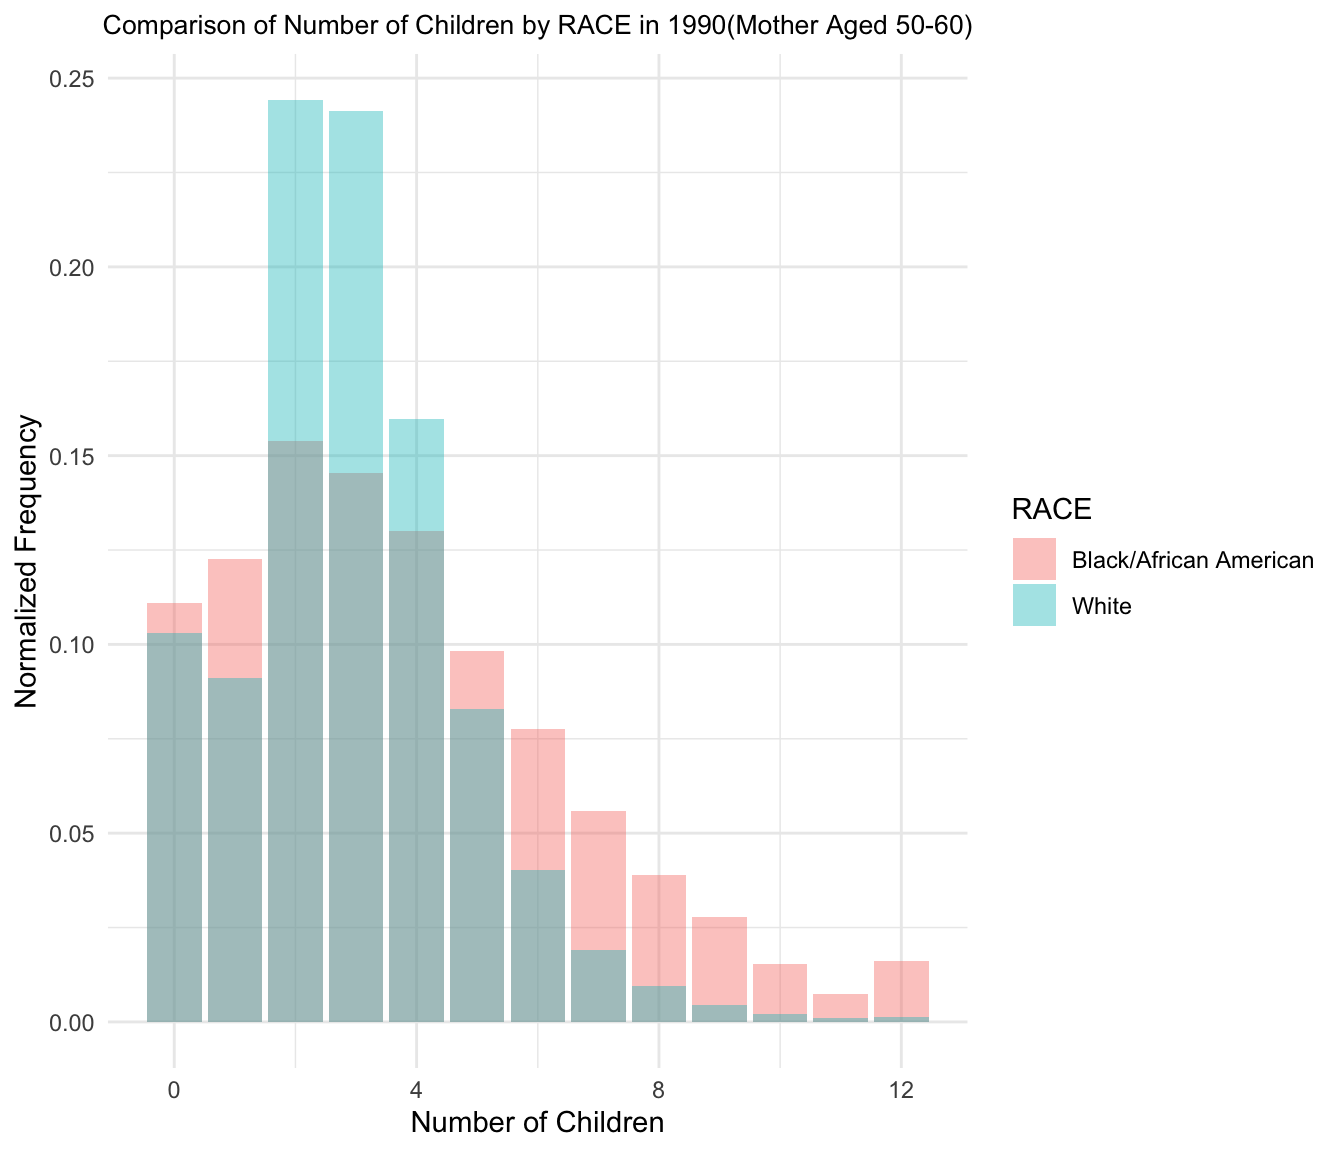 Comparison of Number of Children by RACE in 1990(Mother Aged 50-60)
0.25
0.20
0.15
0.10
0.05
0.00
Normalized Frequency
0 4 8 12
Number of Children
RACE
Black/African American
White